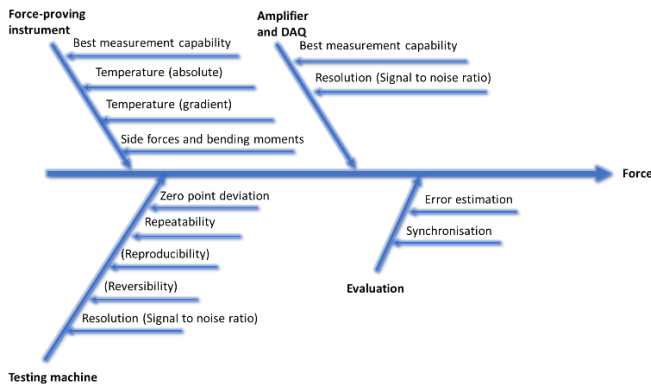 Force-proving
instrument
Best measurement capability
Temperature (absolute)
Temperature (gradient)
Side forces and bending moments
Amplifier
and DAQ
Best measurement capability
Resolution (Signal to noise ratio)
Force
Zero point deviation
Repeatability
(Reproducibility)
(Reversibility)
Resolution (Signal to noise ratio)
Testing machine
Error estimation
Synchronisation
Evaluation